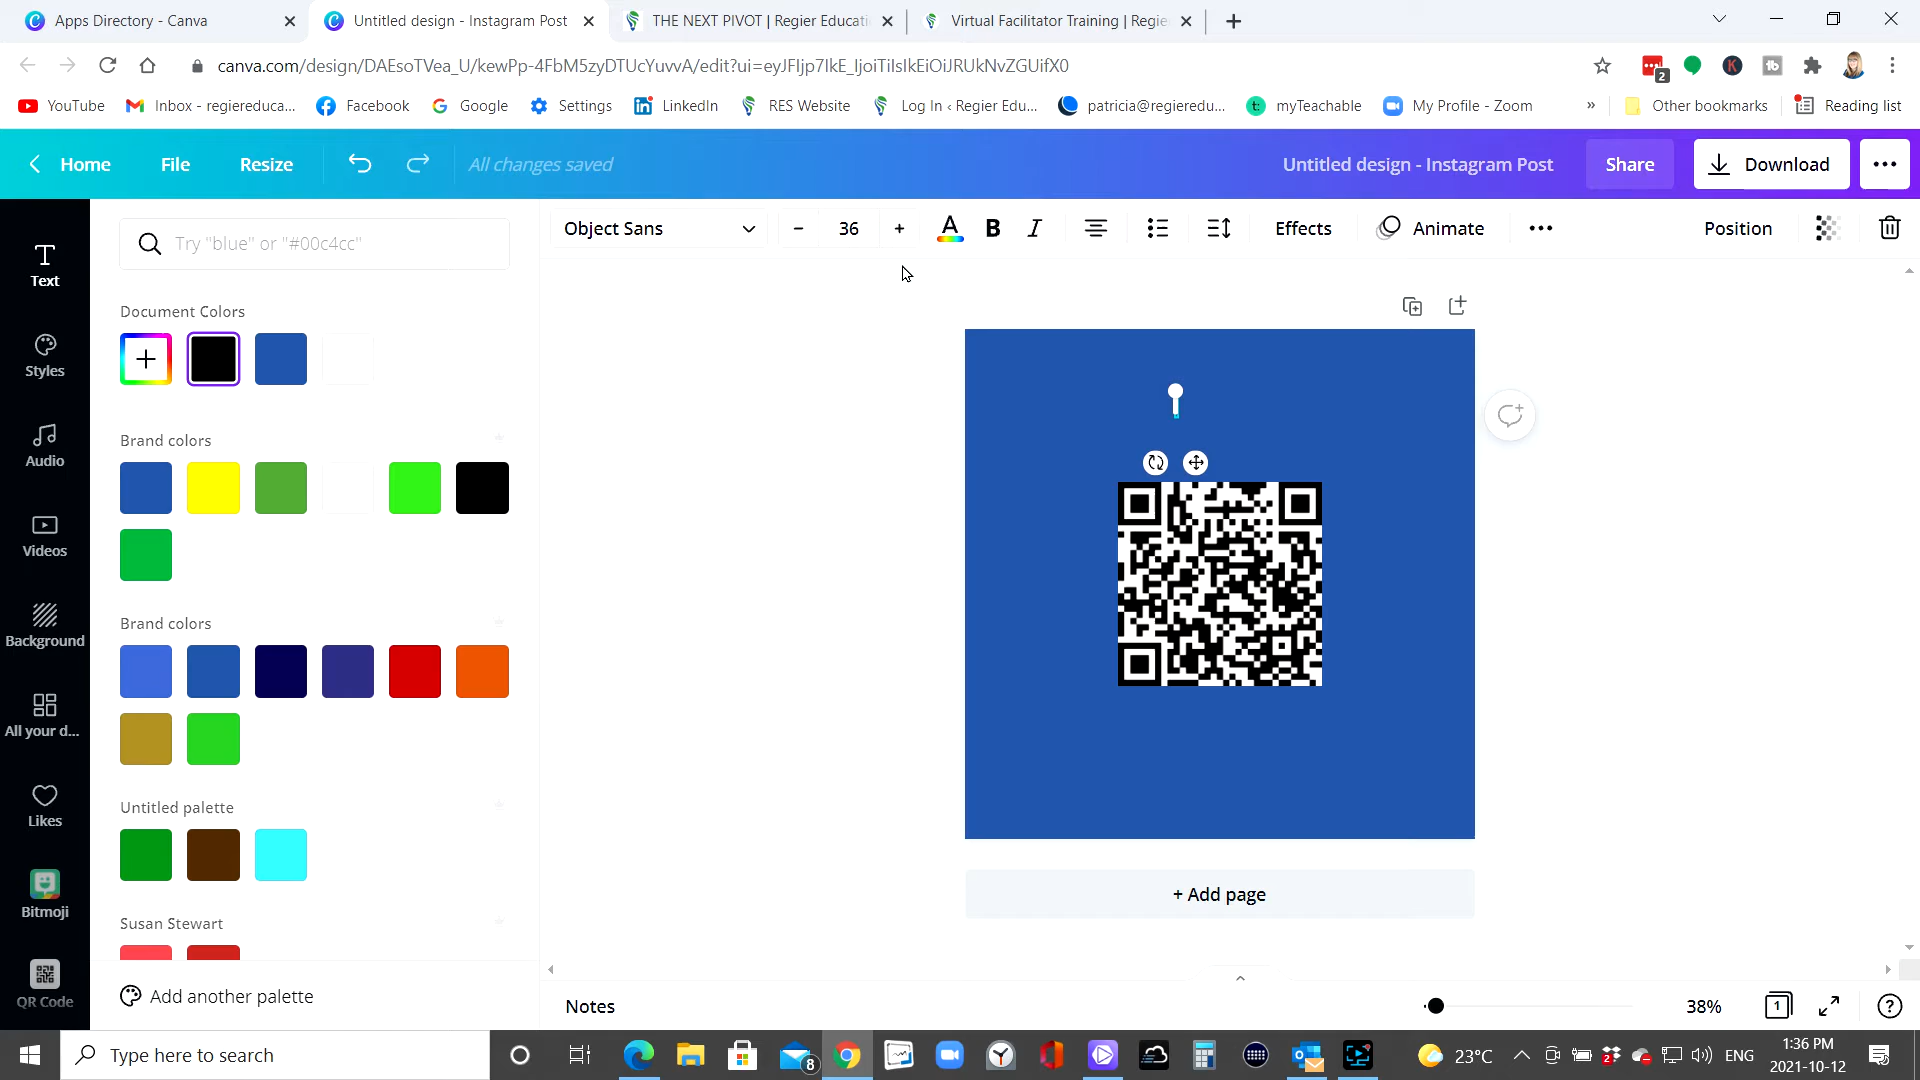 Apps Directory - Canva
Untitled design - Instagram Post
THE NEXT PIVOT | Regier Educati
Virtual Facilitator Training | Regie
canva.com/design/DAEsoTVea_U/kewPp-4FbM5zyDTUcYuvvA/edit?ui=eyJFIjp7IkE_IjoiTiIsIkEiOiJRUkNvZGUifX0
2
YouTube
Inbox - regiereduca...
Facebook
Google
Settings
LinkedIn
RES Website
Log In ‹ Regier Edu...
patricia@regieredu...
myTeachable
My Profile - Zoom
»
Other bookmarks
Reading list
Home
File
Resize
All changes saved
Untitled design - Instagram Post
Share
Download
Object Sans
- 36 +
A
B
I
Effects
Animate
Position
Try "blue" or "#00c4cc"
Text
Styles
Audio
Videos
Background
All your d...
Likes
Bitmoji
QR Code
Document Colors
Brand colors
Brand colors
Untitled palette
Susan Stewart
Add another palette
+ Add page
Notes
38%
1
Type here to search
8
23°C
2
ENG
1:36 PM
2021-10-12